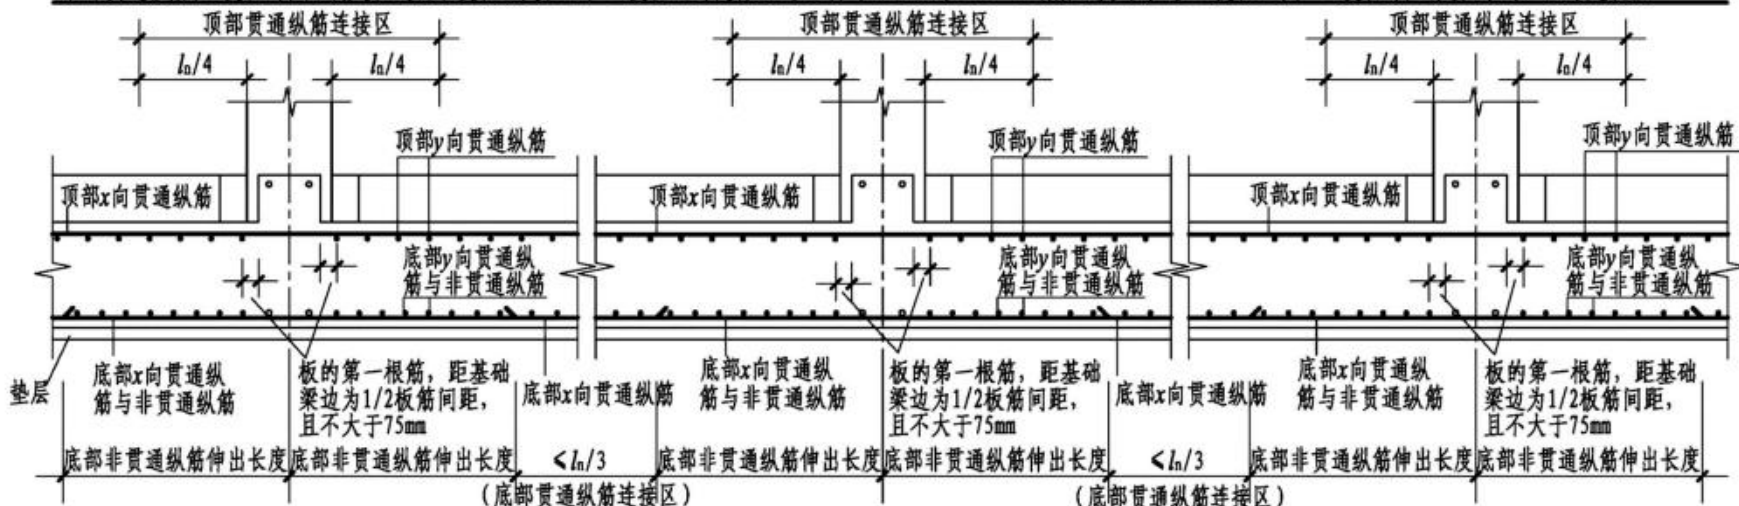 顶部贯通纵筋连接区 顶部贯通纵筋连接区 顶部贯通纵筋连接区
ln/4 ln/4 ln/4 ln/4 ln/4 ln/4
顶部y向贯通纵筋 顶部y向贯通纵筋 顶部y向贯通纵筋
顶部x向贯通纵筋 顶部x向贯通纵筋 顶部x向贯通纵筋
底部y向贯通纵 底部y向贯通纵 底部y向贯通纵
筋与非贯通纵筋 筋与非贯通纵筋 筋与非贯通纵筋
垫层
底部x向贯通纵
筋与非贯通纵筋
板的第一根筋，距基础
梁边为1/2板筋间距，
且不大于75mm
底部x向贯通纵筋
底部x向贯通纵
筋与非贯通纵筋
板的第一根筋，距基础
梁边为1/2板筋间距，
且不大于75mm
底部x向贯通纵筋
底部x向贯通纵
筋与非贯通纵筋
板的第一根筋，距基础
梁边为1/2板筋间距，
且不大于75mm
底部非贯通纵筋伸出长度 底部非贯通纵筋伸出长度 ≤ln/3 底部非贯通纵筋伸出长度 底部非贯通纵筋伸出长度 ≤ln/3 底部非贯通纵筋伸出长度 底部非贯通纵筋伸出长度
(底部贯通纵筋连接区) (底部贯通纵筋连接区)